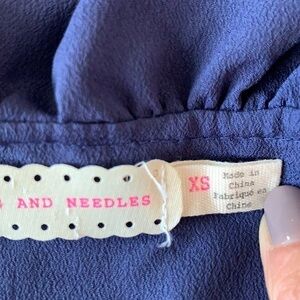 AND NEEDLES
XS
Made in
China
Fabriqué en
Chine